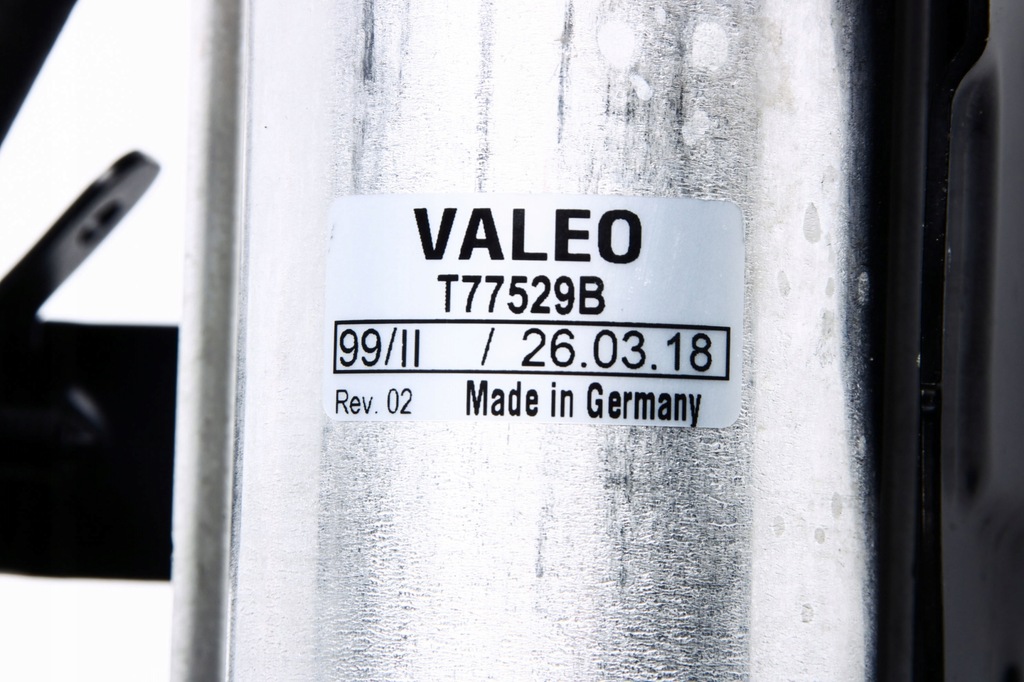 VALEO
T77529B
99/II / 26.03.18
Rev. 02 Made in Germany